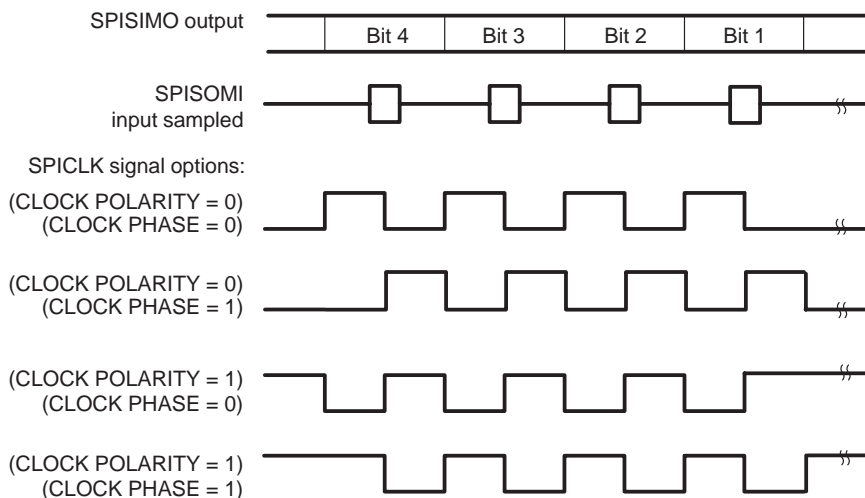 SPISIMO output
Bit 4 Bit 3 Bit 2 Bit 1
SPISOMI
input sampled
SPICLK signal options:
(CLOCK POLARITY = 0)
(CLOCK PHASE = 0)
(CLOCK POLARITY = 0)
(CLOCK PHASE = 1)
(CLOCK POLARITY = 1)
(CLOCK PHASE = 0)
(CLOCK POLARITY = 1)
(CLOCK PHASE = 1)